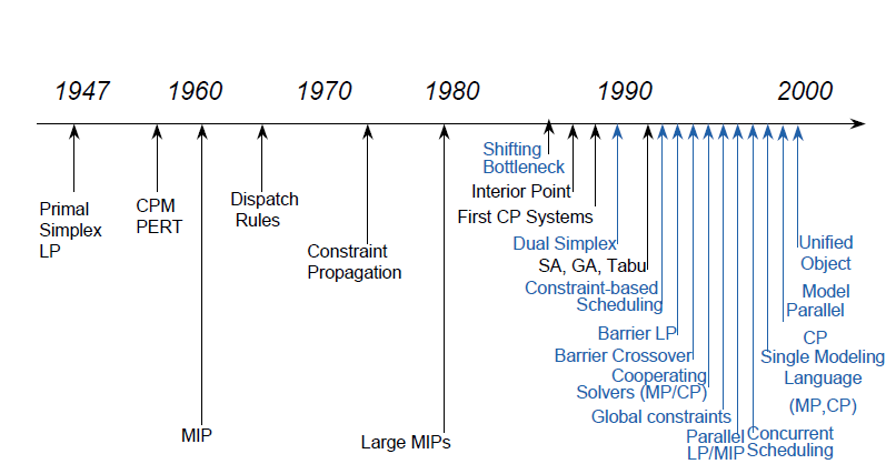 1947 1960 1970 1980 1990 2000
Primal
Simplex
LP
CPM
PERT
MIP
Dispatch
Rules
Constraint
Propagation
Large MIPs
Shifting
Bottleneck
Interior Point
First CP Systems
Dual Simplex
SA, GA, Tabu
Constraint-based
Scheduling
Barrier LP
Barrier Crossover
Cooperating
Solvers (MP/CP)
Global constraints
Parallel
LP/MIP
Concurrent
Scheduling
Single Modeling
Language
(MP,CP)
Parallel
CP
Unified
Object
Model